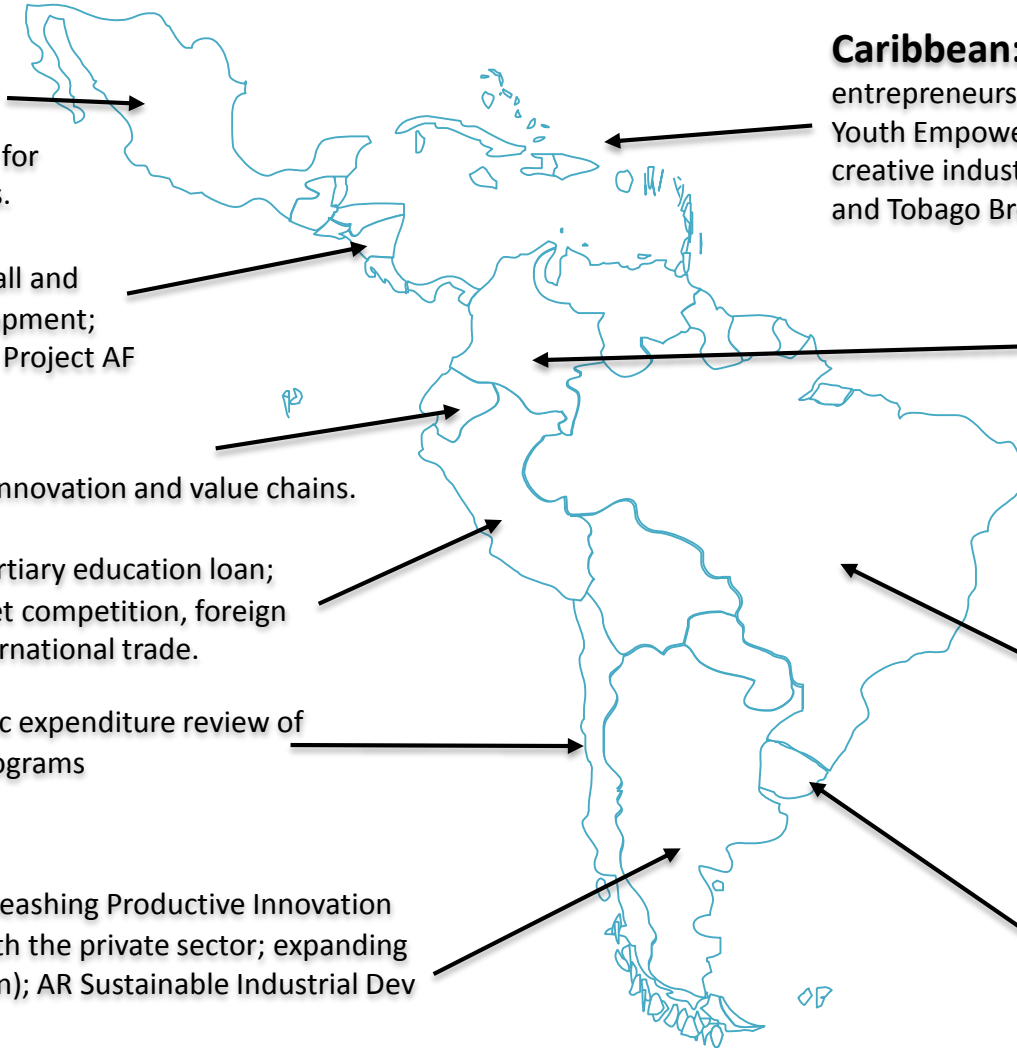 Caribbean:
entrepreneurs
Youth Empowe
creative indust
and Tobago Br
for
s.
all and
opment;
Project AF
nnovation and value chains.
rtiary education loan;
et competition, foreign
rnational trade.
c expenditure review of
ograms
eashing Productive Innovation
th the private sector; expanding
n); AR Sustainable Industrial Dev